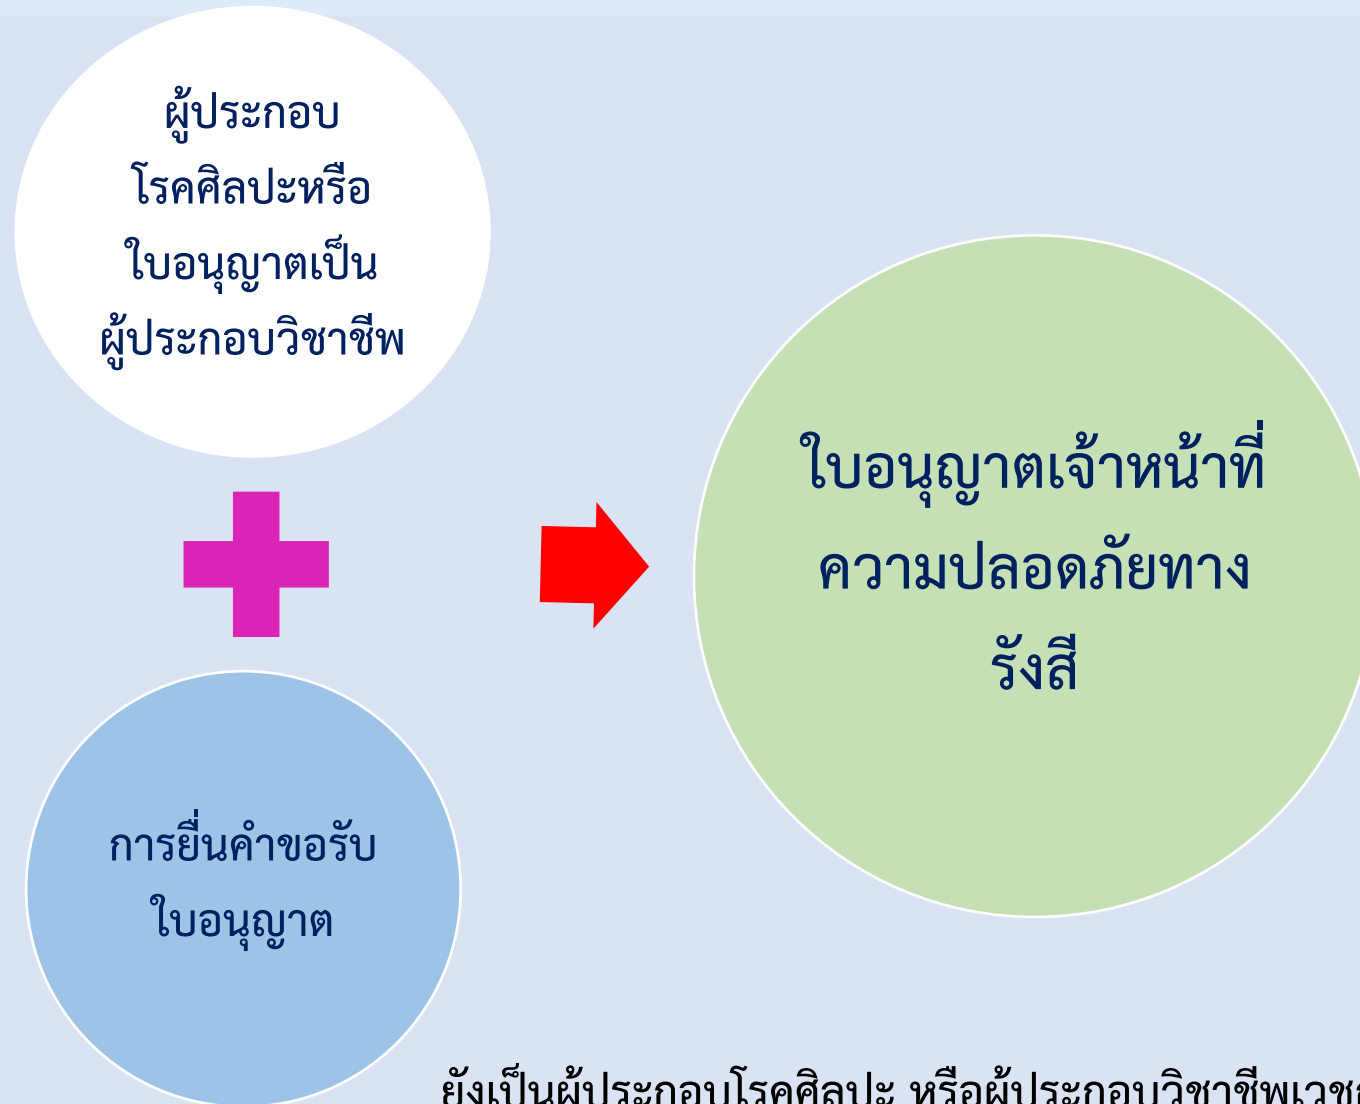 ผู้ประกอบ
โรคศิลปะหรือ
ใบอนุญาตเป็น
ผู้ประกอบวิชาชีพ
การยื่นคำขอรับ
ใบอนุญาต
ใบอนุญาตเจ้าหน้าที่
ความปลอดภัยทาง
รังสี
ยังเป็นผู้ประกอบโรคศิลปะ หรือผู้ประกอบวิชาชีพ